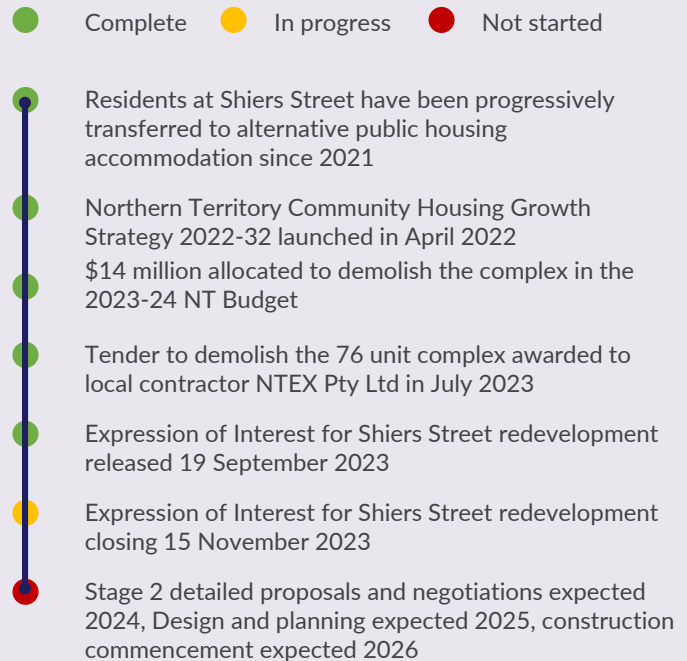 Complete In progress Not started
Residents at Shiers Street have been progressively
transferred to alternative public housing
accommodation since 2021
Northern Territory Community Housing Growth
Strategy 2022-32 launched in April 2022
$14 million allocated to demolish the complex in the
2023-24 NT Budget
Tender to demolish the 76 unit complex awarded to
local contractor NTEX Pty Ltd in July 2023
Expression of Interest for Shiers Street redevelopment
released 19 September 2023
Expression of Interest for Shiers Street redevelopment
closing 15 November 2023
Stage 2 detailed proposals and negotiations expected
2024, Design and planning expected 2025, construction
commencement expected 2026